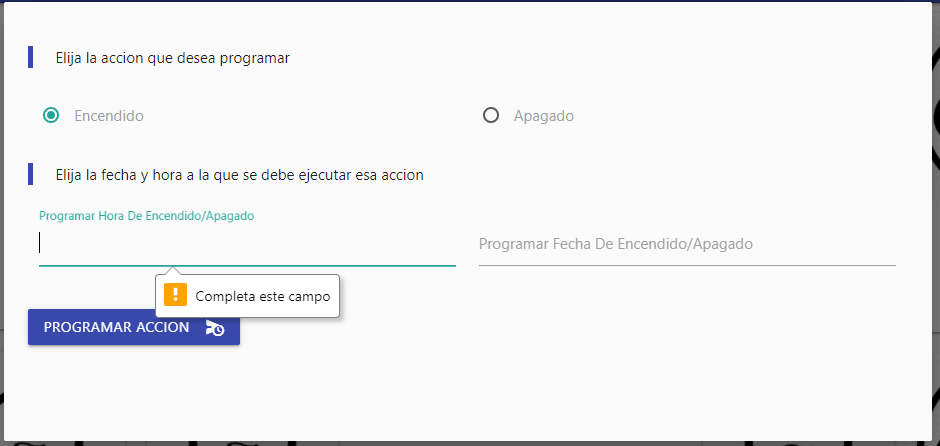 Elija la accion que desea programar
Encendido
Apagado
Elija la fecha y hora a la que se debe ejecutar esa accion
Programar Hora De Encendido/Apagado
Programar Fecha De Encendido/Apagado
Completa este campo
PROGRAMAR ACCION